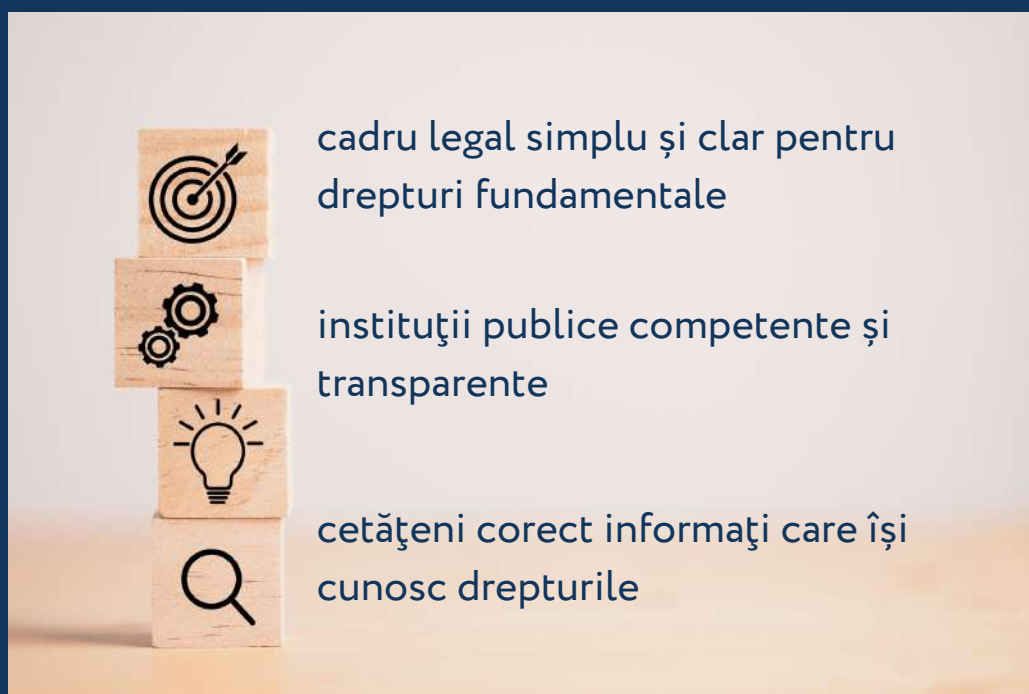 cadru legal simplu și clar pentru
drepturi fundamentale
instituţii publice competente și
transparente
cetăţeni corect informaţi care își
cunosc drepturile